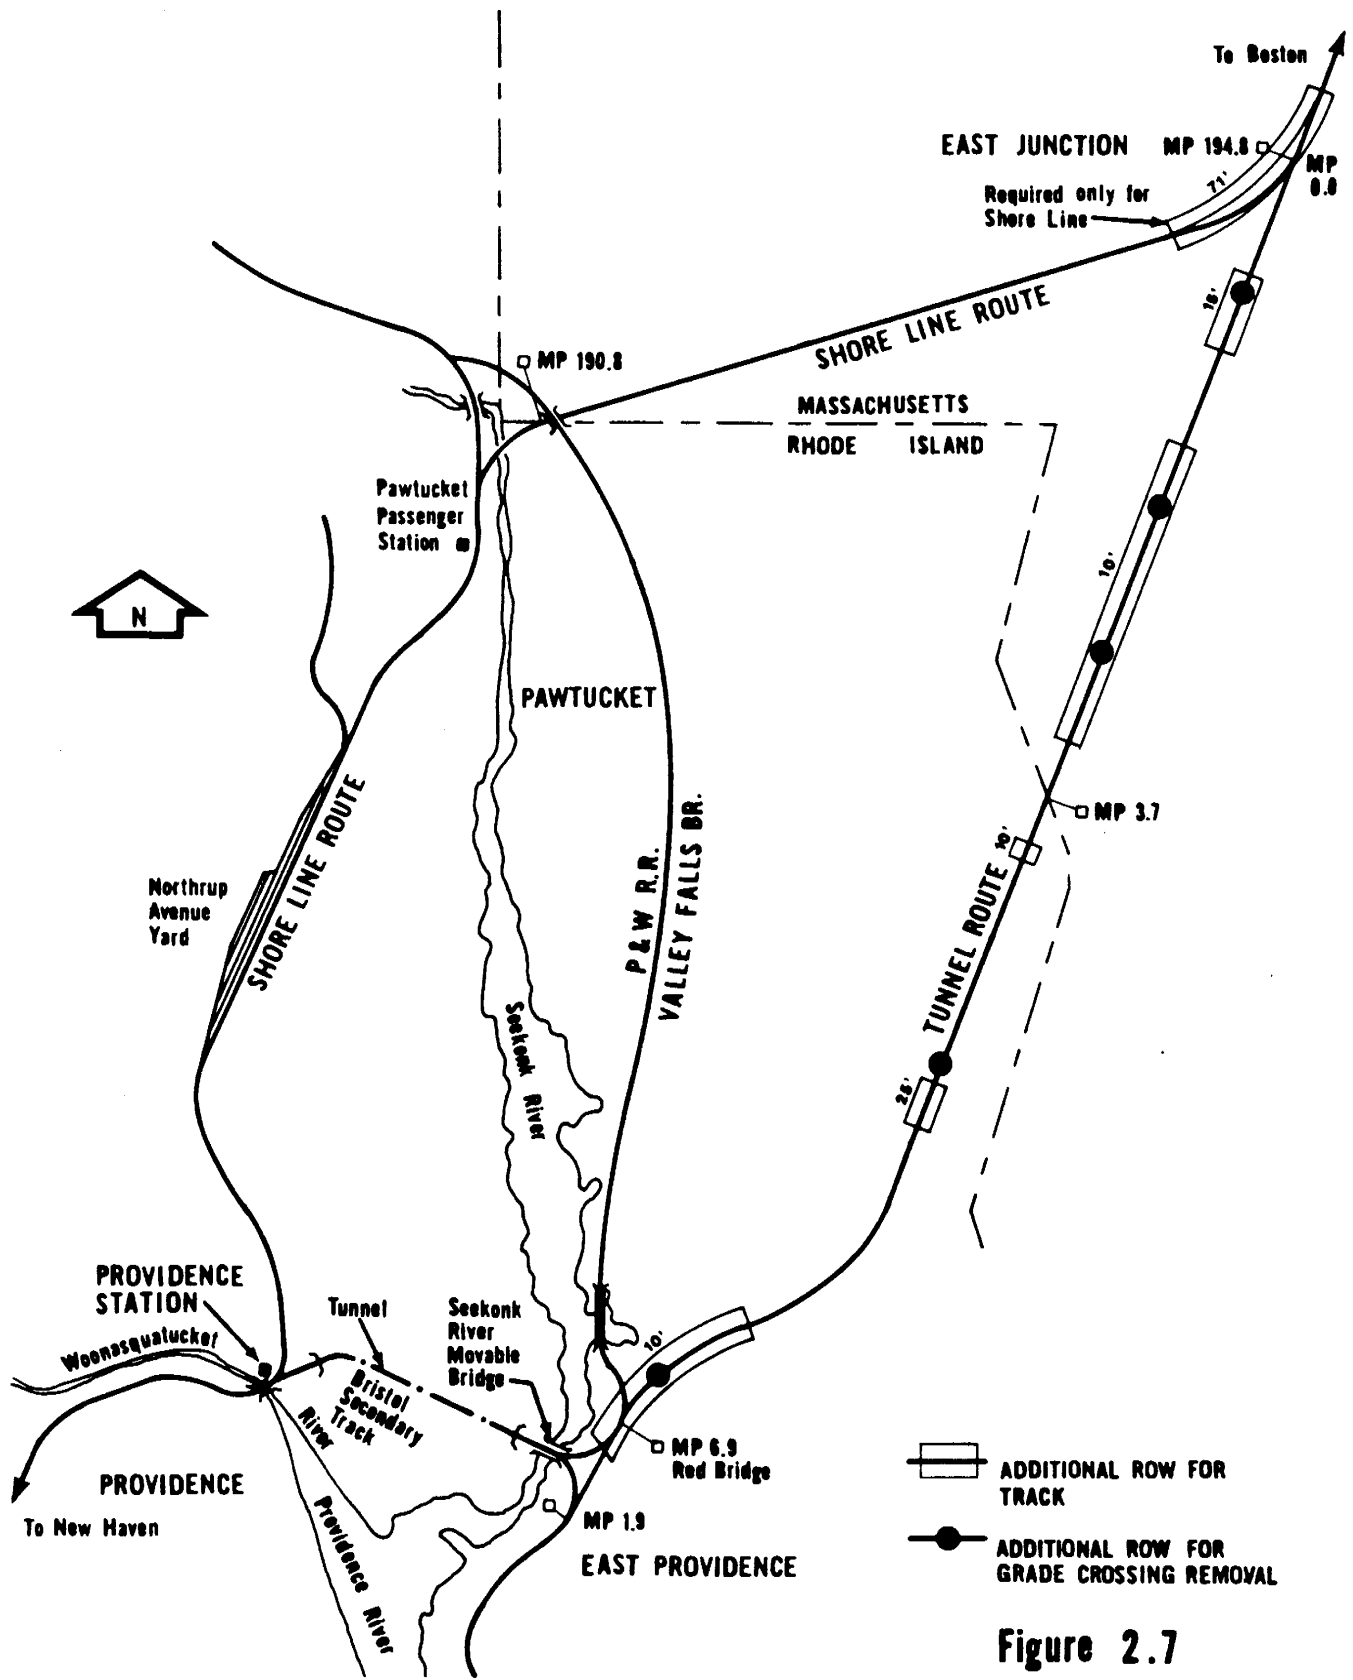 To Boston
EAST JUNCTION
MP 194.8
MP
0.0
71'
Required only for
Shore Line
15'
SHORE LINE ROUTE
MP 190.8
MASSACHUSETTS
RHODE ISLAND
Pawtucket
Passenger
Station
10'
N
PAWTUCKET
MP 3.7
10'
SHORE LINE ROUTE
Northrup
Avenue
Yard
P & W R.R.
VALLEY FALLS BR.
TUNNEL ROUTE
Seekonk River
25'
PROVIDENCE
STATION
Woonasquatucket
River
Tunnel
Seekonk
River
Movable
Bridge
10'
Bristol
Secondary
Track
MP 6.9
Red Bridge
PROVIDENCE
To New Haven
Providence River
MP 1.9
EAST PROVIDENCE
ADDITIONAL ROW FOR
TRACK
ADDITIONAL ROW FOR
GRADE CROSSING REMOVAL
Figure 2.7